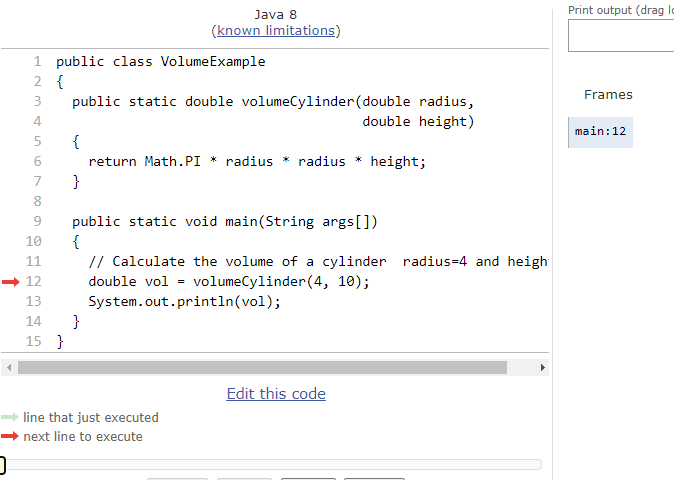 Java 8
(known limitations)
1 public class VolumeExample
2 {
3 public static double volumeCylinder(double radius,
4 double height)
5 {
6 return Math.PI * radius * radius * height;
7 }
8
9 public static void main(String args[])
10 {
11 // Calculate the volume of a cylinder  radius=4 and heigh
12 double vol = volumeCylinder(4, 10);
13 System.out.println(vol);
14 }
15 }
Edit this code
line that just executed
next line to execute
Print output (drag lo
Frames
main:12